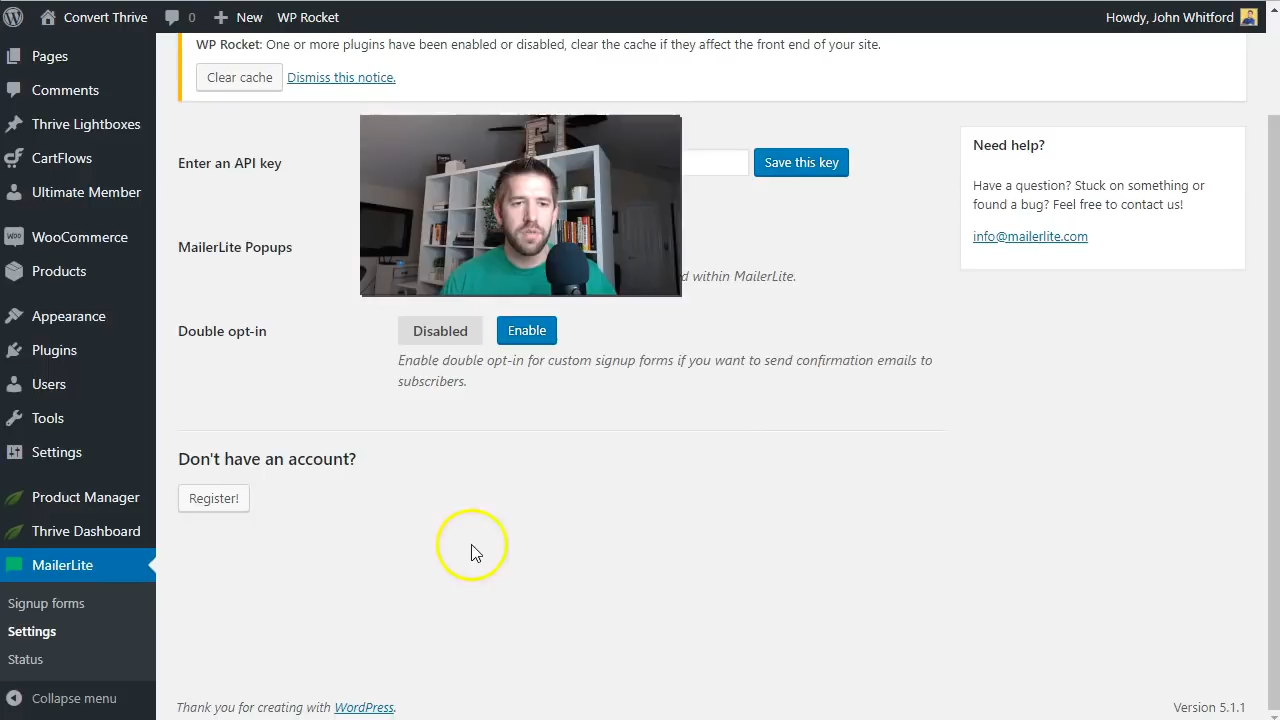 Convert Thrive
0
New
WP Rocket
Howdy, John Whitford
Pages
Comments
Thrive Lightboxes
CartFlows
Ultimate Member
WooCommerce
Products
Appearance
Plugins
Users
Tools
Settings
Product Manager
Thrive Dashboard
MailerLite
Signup forms
Settings
Status
Collapse menu
WP Rocket: One or more plugins have been enabled or disabled, clear the cache if they affect the front end of your site.
Clear cache
Dismiss this notice.
Enter an API key
Save this key
MailerLite Popups
within MailerLite.
Double opt-in
Disabled
Enable
Enable double opt-in for custom signup forms if you want to send confirmation emails to
subscribers.
Don't have an account?
Register!
Need help?
Have a question? Stuck on something or
found a bug? Feel free to contact us!
info@mailerlite.com
Thank you for creating with WordPress.
Version 5.1.1